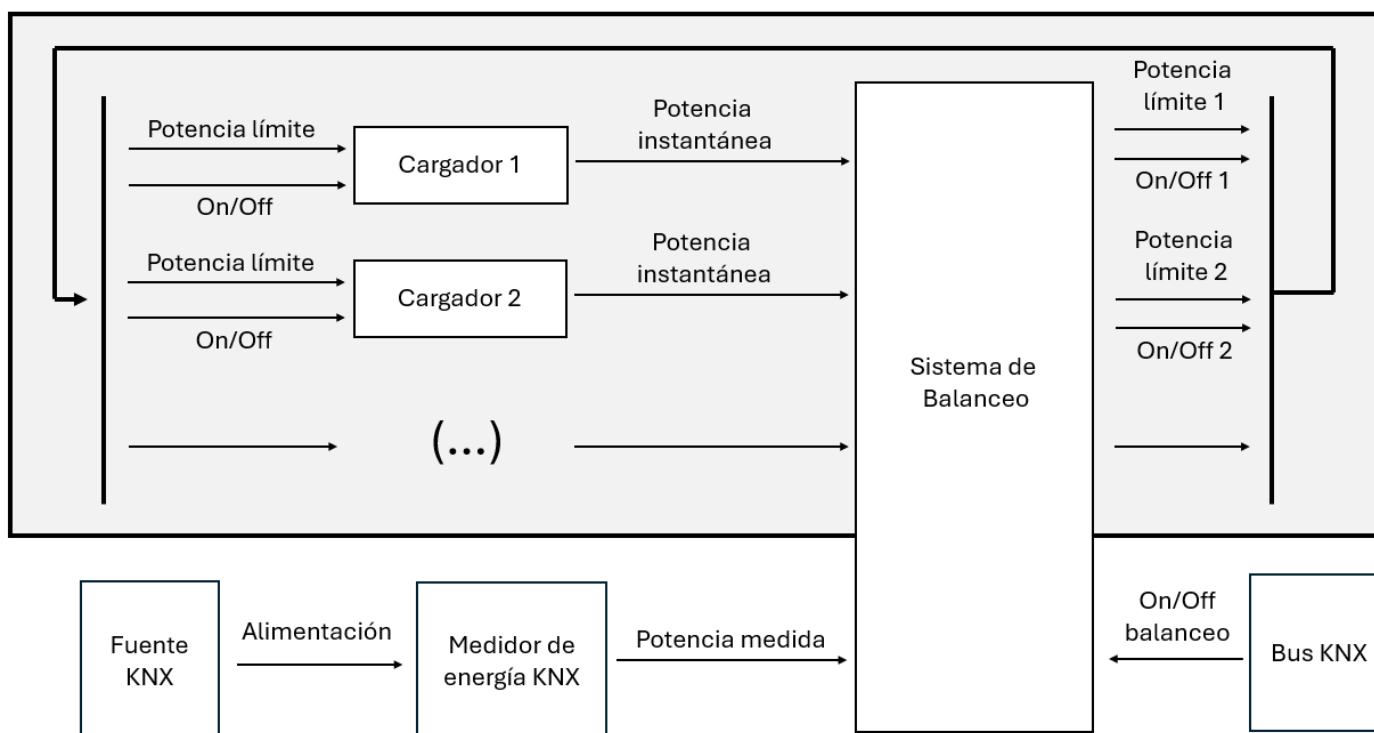 Potencia límite
Cargador 1
On/Off
Potencia
instantánea
Potencia
límite 1
On/Off 1
Potencia límite
Cargador 2
On/Off
Potencia
instantánea
Potencia
límite 2
On/Off 2
(...)
Sistema de
Balanceo
Fuente
KNX
Alimentación
Medidor de
energía KNX
Potencia medida
On/Off
balanceo
Bus KNX